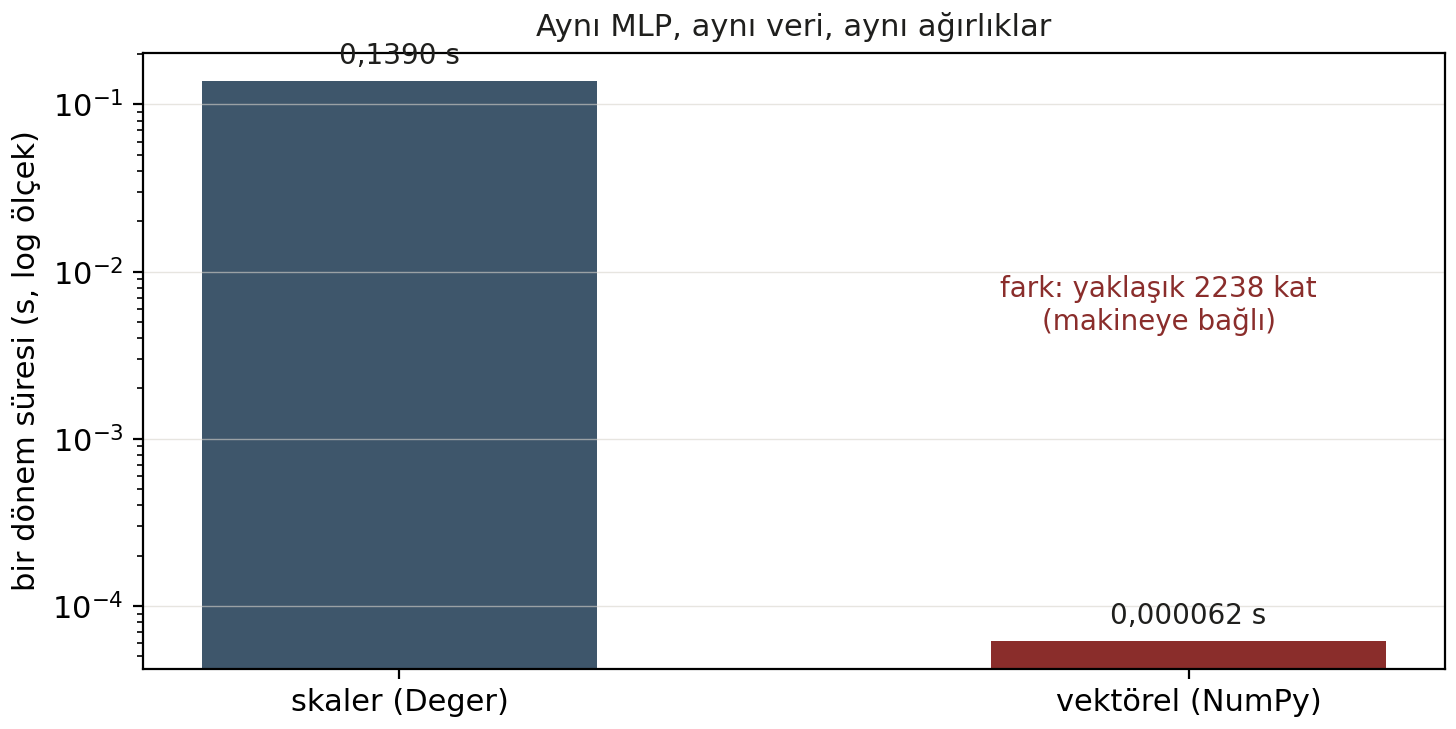 Aynı MLP, aynı veri, aynı ağırlıklar
bir dönem süresi (s, log ölçek)
10⁻¹
10⁻²
10⁻³
10⁻⁴
0,1390 s
fark: yaklaşık 2238 kat
(makineye bağlı)
0,000062 s
skaler (Deger)
vektörel (NumPy)